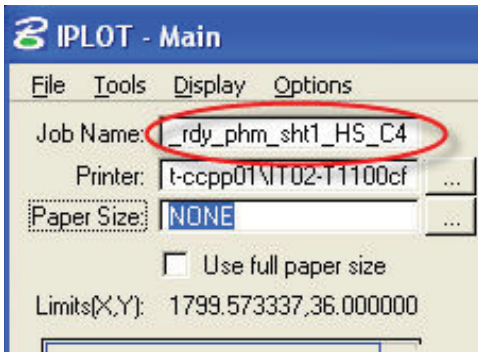 IPLOT - Main
File Tools Display Options
Job Name: _rdy_phm_sht1_HS_C4
Printer: t-ccpp01\IT02-T1100cf ...
Paper Size: NONE ...
Use full paper size
Limits(X,Y): 1799.573337,36.000000